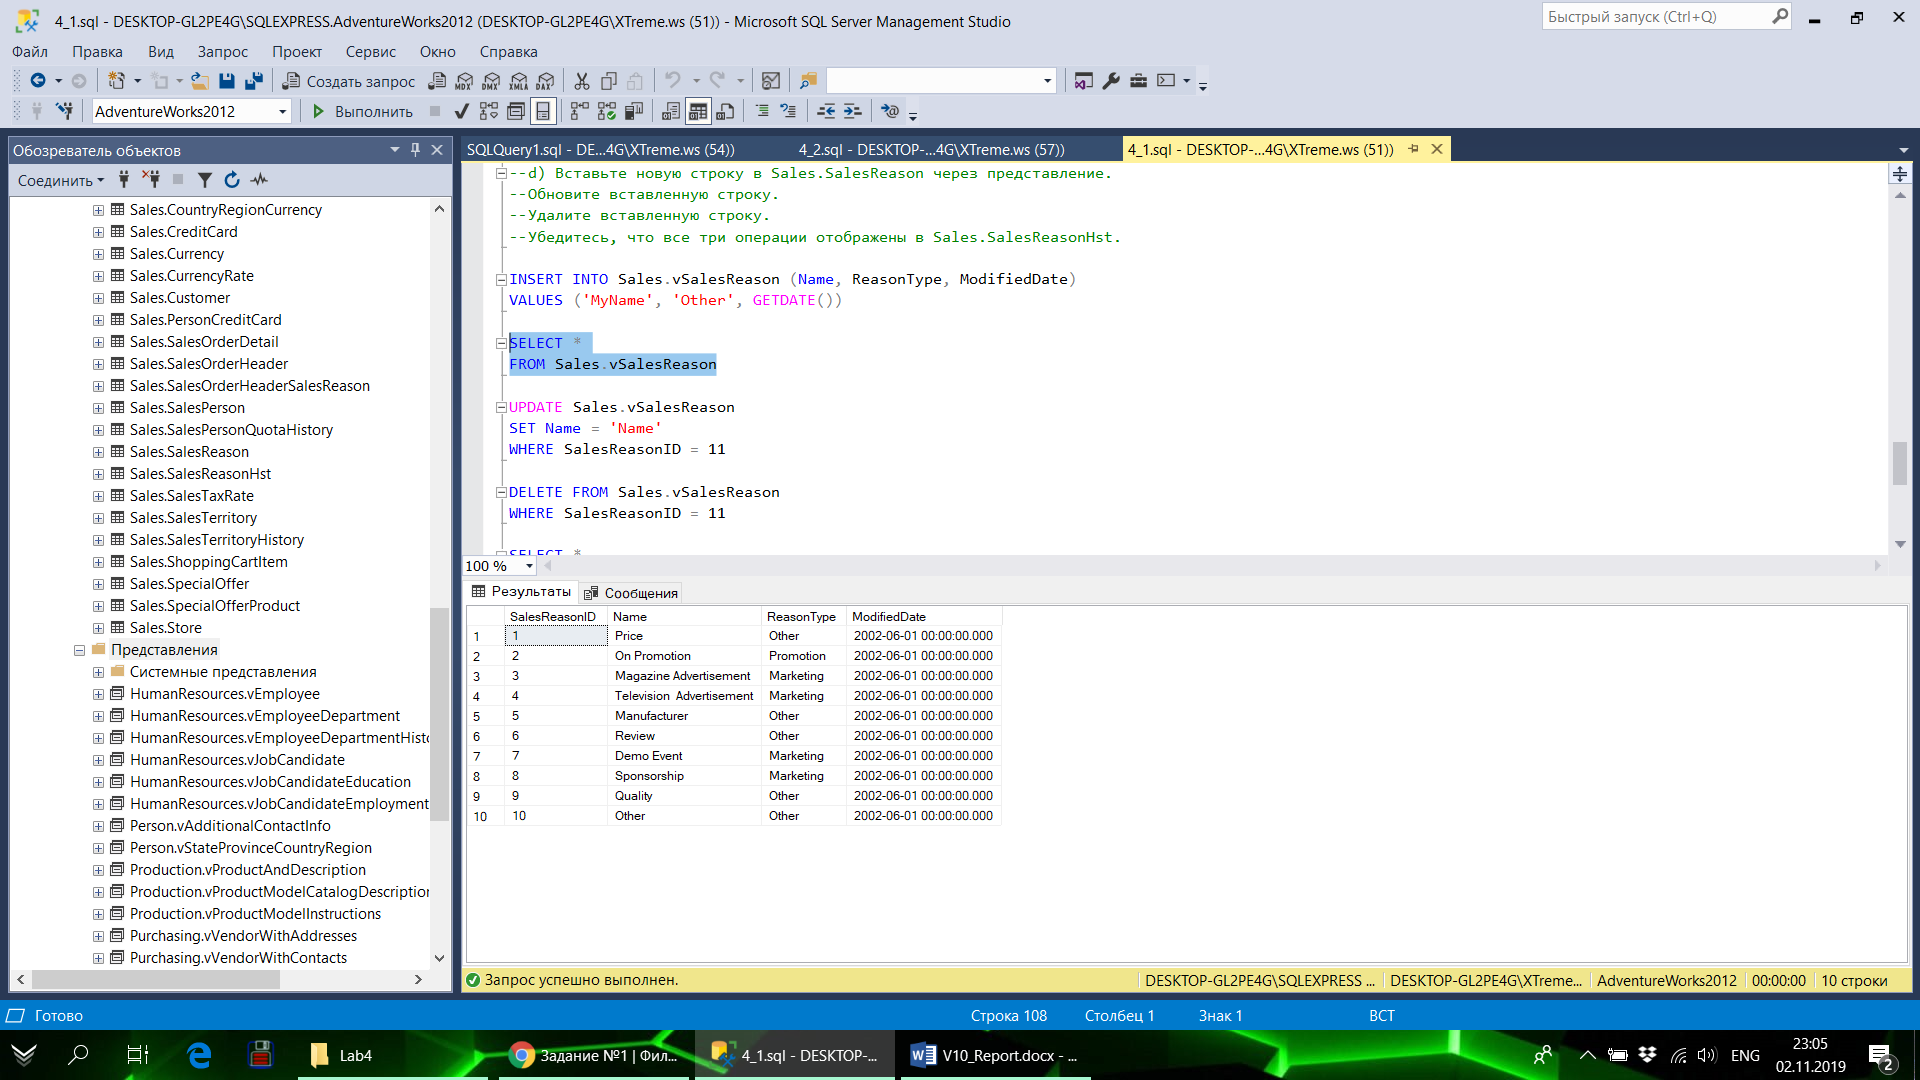 4_1.sql - DESKTOP-GL2PE4G\SQLEXPRESS.AdventureWorks2012 (DESKTOP-GL2PE4G\XTreme.ws (51)) - Microsoft SQL Server Management Studio
Быстрый запуск (Ctrl+Q)
Файл Правка Вид Запрос Проект Сервис Окно Справка
Создать запрос
MDX DMX XMLA DAX
AdventureWorks2012 Выполнить
Обозреватель объектов
Соединить
Sales.CountryRegionCurrency
Sales.CreditCard
Sales.Currency
Sales.CurrencyRate
Sales.Customer
Sales.PersonCreditCard
Sales.SalesOrderDetail
Sales.SalesOrderHeader
Sales.SalesOrderHeaderSalesReason
Sales.SalesPerson
Sales.SalesPersonQuotaHistory
Sales.SalesReason
Sales.SalesReasonHst
Sales.SalesTaxRate
Sales.SalesTerritory
Sales.SalesTerritoryHistory
Sales.ShoppingCartItem
Sales.SpecialOffer
Sales.SpecialOfferProduct
Sales.Store
Представления
Системные представления
HumanResources.vEmployee
HumanResources.vEmployeeDepartment
HumanResources.vEmployeeDepartmentHisto
HumanResources.vJobCandidate
HumanResources.vJobCandidateEducation
HumanResources.vJobCandidateEmployment
Person.vAdditionalContactInfo
Person.vStateProvinceCountryRegion
Production.vProductAndDescription
Production.vProductModelCatalogDescription
Production.vProductModelInstructions
Purchasing.vVendorWithAddresses
Purchasing.vVendorWithContacts
SQLQuery1.sql - DE...4G\XTreme.ws (54)) 4_2.sql - DESKTOP-...4G\XTreme.ws (57)) 4_1.sql - DESKTOP-...4G\XTreme.ws (51))
--d) Вставьте новую строку в Sales.SalesReason через представление.
--Обновите вставленную строку.
--Удалите вставленную строку.
--Убедитесь, что все три операции отображены в Sales.SalesReasonHst.
INSERT INTO Sales.vSalesReason (Name, ReasonType, ModifiedDate)
VALUES ('MyName', 'Other', GETDATE())
SELECT *
FROM Sales.vSalesReason
UPDATE Sales.vSalesReason
SET Name = 'Name'
WHERE SalesReasonID = 11
DELETE FROM Sales.vSalesReason
WHERE SalesReasonID = 11
SELECT *
100 %
Результаты Сообщения
SalesReasonID Name ReasonType ModifiedDate
1 1 Price Other 2002-06-01 00:00:00.000
2 2 On Promotion Promotion 2002-06-01 00:00:00.000
3 3 Magazine Advertisement Marketing 2002-06-01 00:00:00.000
4 4 Television  Advertisement Marketing 2002-06-01 00:00:00.000
5 5 Manufacturer Other 2002-06-01 00:00:00.000
6 6 Review Other 2002-06-01 00:00:00.000
7 7 Demo Event Marketing 2002-06-01 00:00:00.000
8 8 Sponsorship Marketing 2002-06-01 00:00:00.000
9 9 Quality Other 2002-06-01 00:00:00.000
10 10 Other Other 2002-06-01 00:00:00.000
Запрос успешно выполнен. DESKTOP-GL2PE4G\SQLEXPRESS ... DESKTOP-GL2PE4G\XTreme... AdventureWorks2012 00:00:00 10 строки
Готово Строка 108 Столбец 1 Знак 1 ВСТ
Lab4 Задание №1 | Фил... 4_1.sql - DESKTOP-... V10_Report.docx - ... ENG 23:05
02.11.2019
2